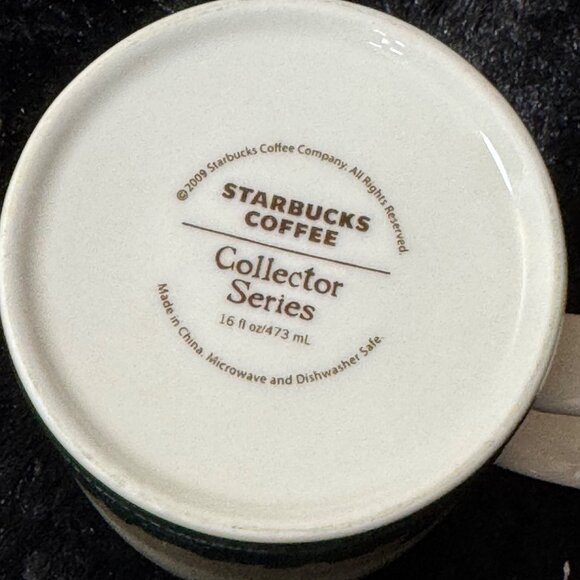 ©2009 Starbucks Coffee Company. All Rights Reserved.
STARBUCKS
COFFEE
Collector
Series
16 fl oz/473 mL
Made in China. Microwave and Dishwasher Safe.